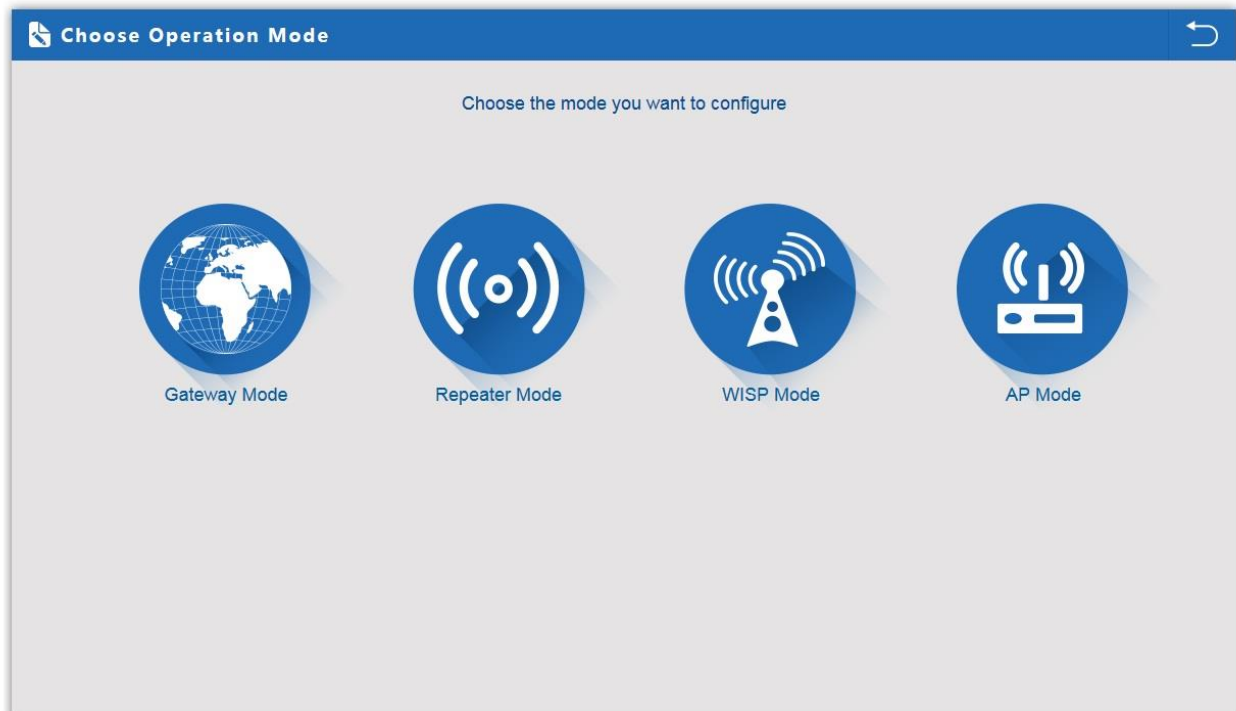 Choose Operation Mode
Choose the mode you want to configure
Gateway Mode
Repeater Mode
WISP Mode
AP Mode